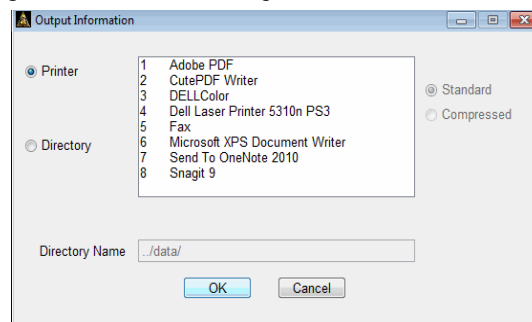 Output Information
Printer
1 Adobe PDF
2 CutePDF Writer
3 DELLColor
4 Dell Laser Printer 5310n PS3
5 Fax
6 Microsoft XPS Document Writer
7 Send To OneNote 2010
8 Snagit 9
Standard
Compressed
Directory
Directory Name ../data/
OK Cancel